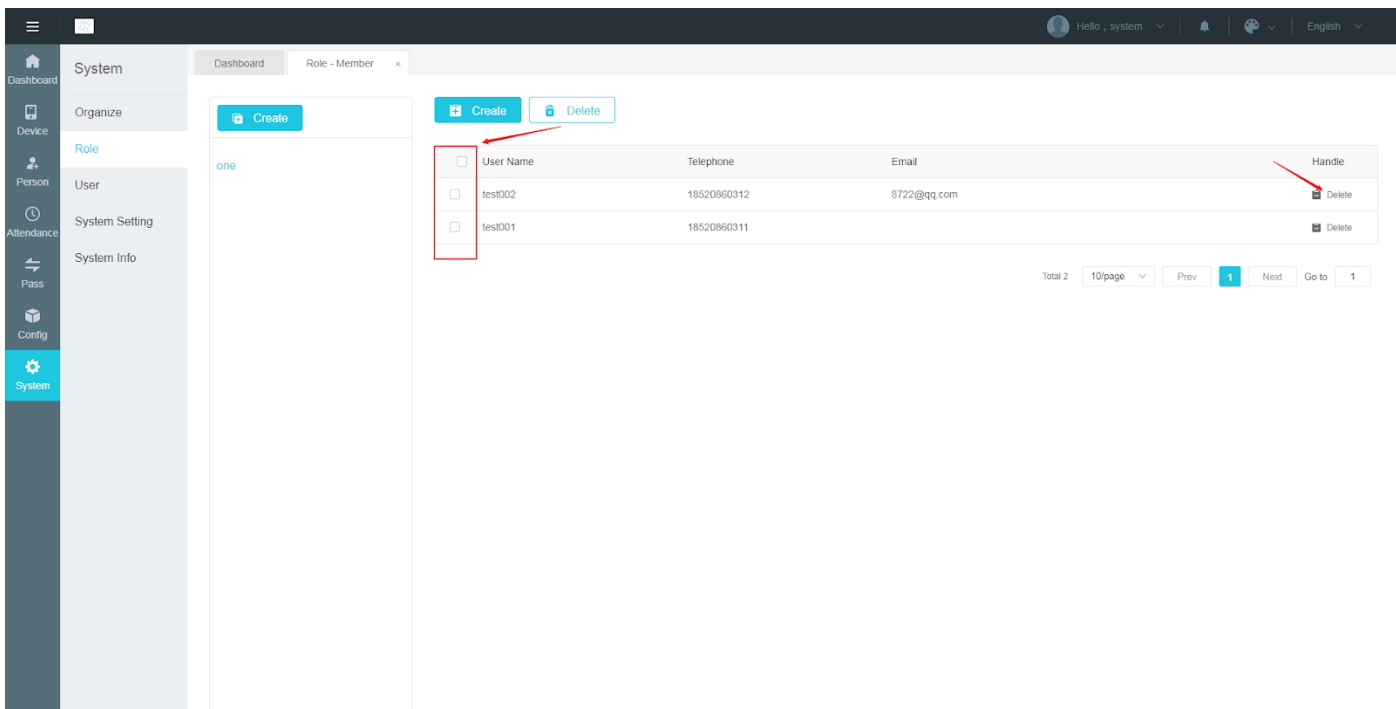 Hello , system
English
Dashboard
Device
Person
Attendance
Pass
Config
System
System
Organize
Role
User
System Setting
System Info
Dashboard
Role - Member ×
Create
one
Create
Delete
User Name Telephone Email Handle
test002 18520860312 8722@qq.com Delete
test001 18520860311 Delete
Total 2 10/page Prev 1 Next Go to 1